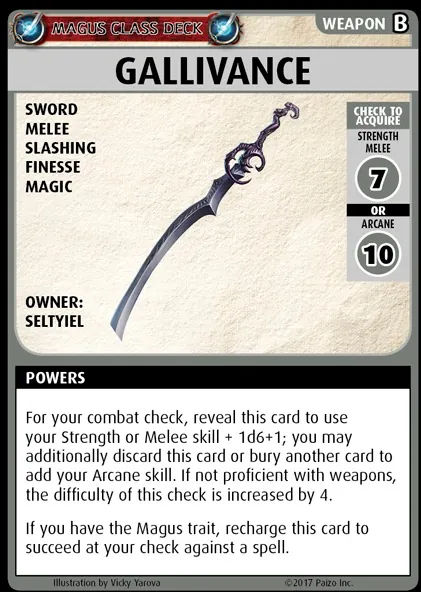 MAGUS CLASS DECK
WEAPON B
GALLIVANCE
SWORD
MELEE
SLASHING
FINESSE
MAGIC
CHECK TO
ACQUIRE
STRENGTH
MELEE
7
OR
ARCANE
10
OWNER:
SELTYIEL
POWERS
For your combat check, reveal this card to use
your Strength or Melee skill + 1d6+1; you may
additionally discard this card or bury another card to
add your Arcane skill. If not proficient with weapons,
the difficulty of this check is increased by 4.
If you have the Magus trait, recharge this card to
succeed at your check against a spell.
Illustration by Vicky Yarova
©2017 Paizo Inc.